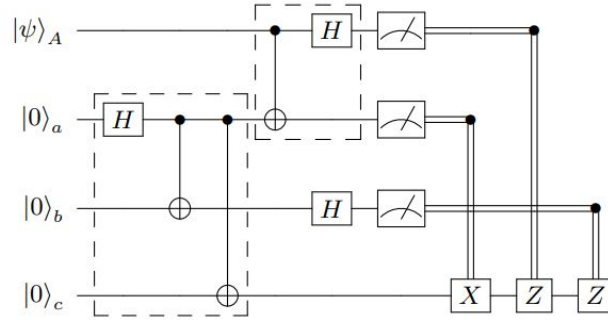 |ψ⟩_A H
|0⟩_a H
|0⟩_b H
|0⟩_c X Z Z